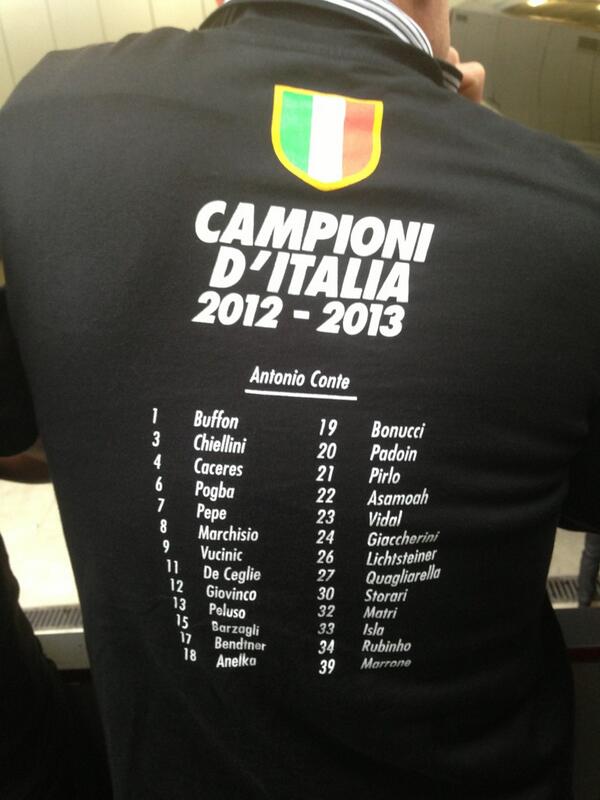 CAMPIONI
D'ITALIA
2012 - 2013
Antonio Conte
1 Buffon
3 Chiellini
4 Caceres
6 Pogba
7 Pepe
8 Marchisio
9 Vucinic
11 De Ceglie
12 Giovinco
13 Peluso
15 Barzagli
17 Bendtner
18 Anelka
19 Bonucci
20 Padoin
21 Pirlo
22 Asamoah
23 Vidal
24 Giaccherini
26 Lichtsteiner
27 Quagliarella
30 Storari
32 Matri
33 Isla
34 Rubinho
39 Marrone